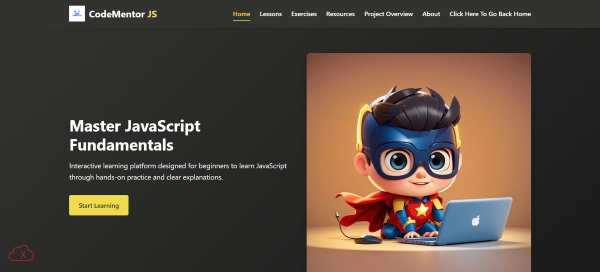 CodeMentor JS
Home Lessons Exercises Resources Project Overview About Click Here To Go Back Home
Master JavaScript
Fundamentals
Interactive learning platform designed for beginners to learn JavaScript
through hands-on practice and clear explanations.
Start Learning
X